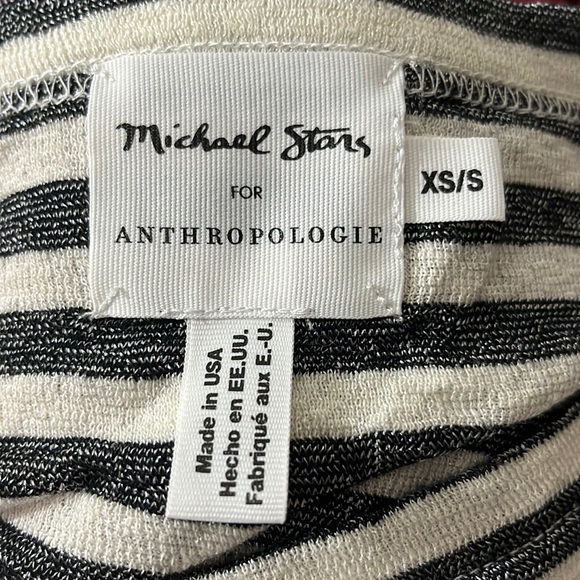 Michael Stars
FOR
ANTHROPOLOGIE
XS/S
Made in USA
Hecho en EE.UU.
Fabriqué aux E.-U.